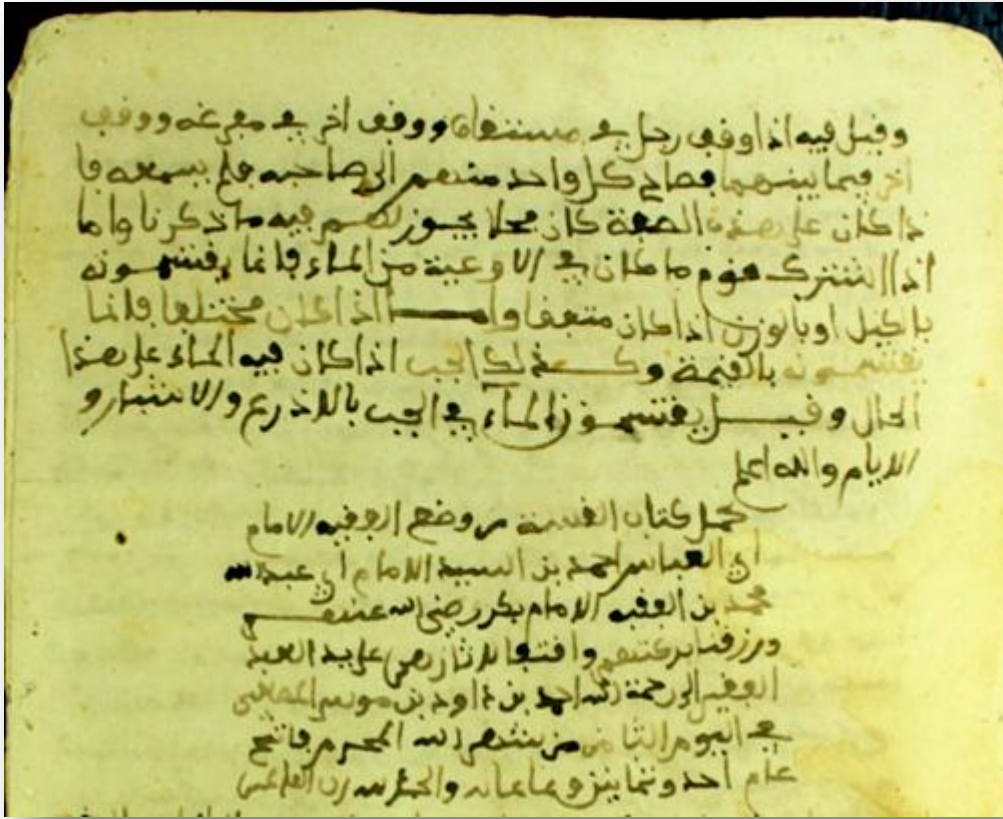 وقيل فيه اذا وقف رجل في مستقاه ووقف اخر في مفرغه ووقف
اخر فيما بينهما فصاح كل واحد منهم الى صاحبه فلم يسمعه فا
ذا كان على هذه الصفة كان محلا يجوز لهم فيه ما ذكرنا واما
اذا اشترك قوم ما كان في الاوعية من الماء فانما يقتسمونه
بالكيل او بالوزن اذا كان متفقا واما اذا كان مختلفا فانما
يقتسمونه بالقيمة وكذلك الجب اذا كان فيه الماء على هذا
الحال وقيل يقتسمون الماء في الجب بالاذرع والاشبار و
الايام والله اعلم
كمل كتاب القسمة من وضع الفقيه الامام
ابي العباس احمد بن السيد الامام ابي عبد الله
محمد بن الفقيه الامام بكر رضي الله عنهم
ورزقنا بركتهم واقتفا لاثارهم على يد العبد
الفقير الى رحمة الله احمد بن داود بن موسى
في اليوم الثامن من شهر الله المحرم فاتح
عام احد وثمانين والحمد لله رب العالمين